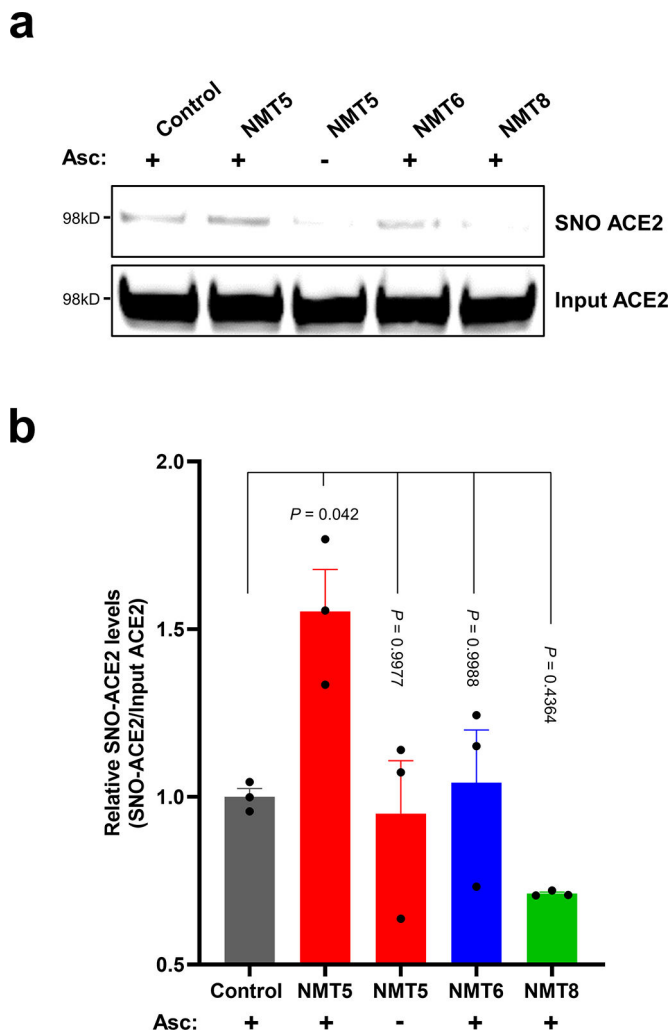 a
Control NMT5 NMT5 NMT6 NMT8
Asc: + + - + +
98kD SNO ACE2
98kD Input ACE2
b
2.0
P = 0.042
1.5
P = 0.9977
P = 0.9988
P = 0.4364
Relative SNO-ACE2 levels
(SNO-ACE2/Input ACE2)
1.0
0.5
Control NMT5 NMT5 NMT6 NMT8
Asc: + + - + +